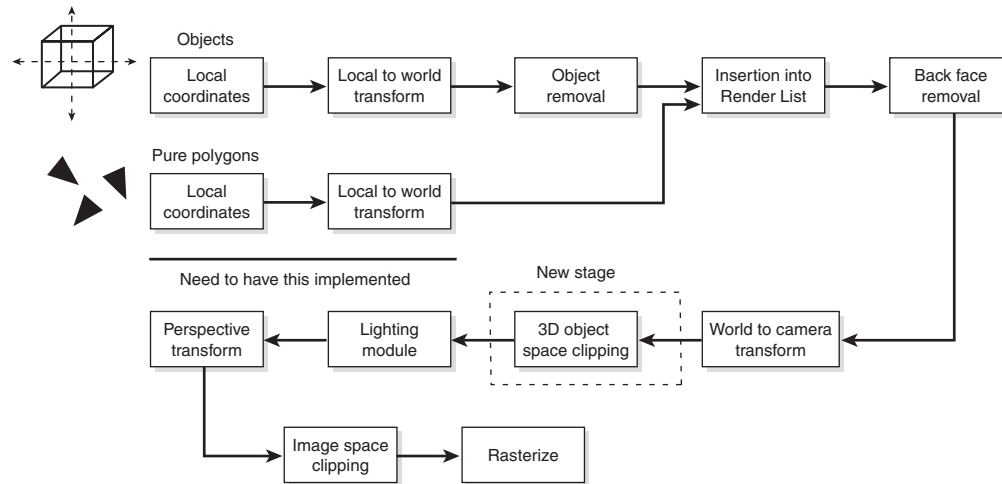 Objects
Local
coordinates
Local to world
transform
Object
removal
Insertion into
Render List
Back face
removal
Pure polygons
Local
coordinates
Local to world
transform
Need to have this implemented
New stage
Perspective
transform
Lighting
module
3D object
space clipping
World to camera
transform
Image space
clipping
Rasterize